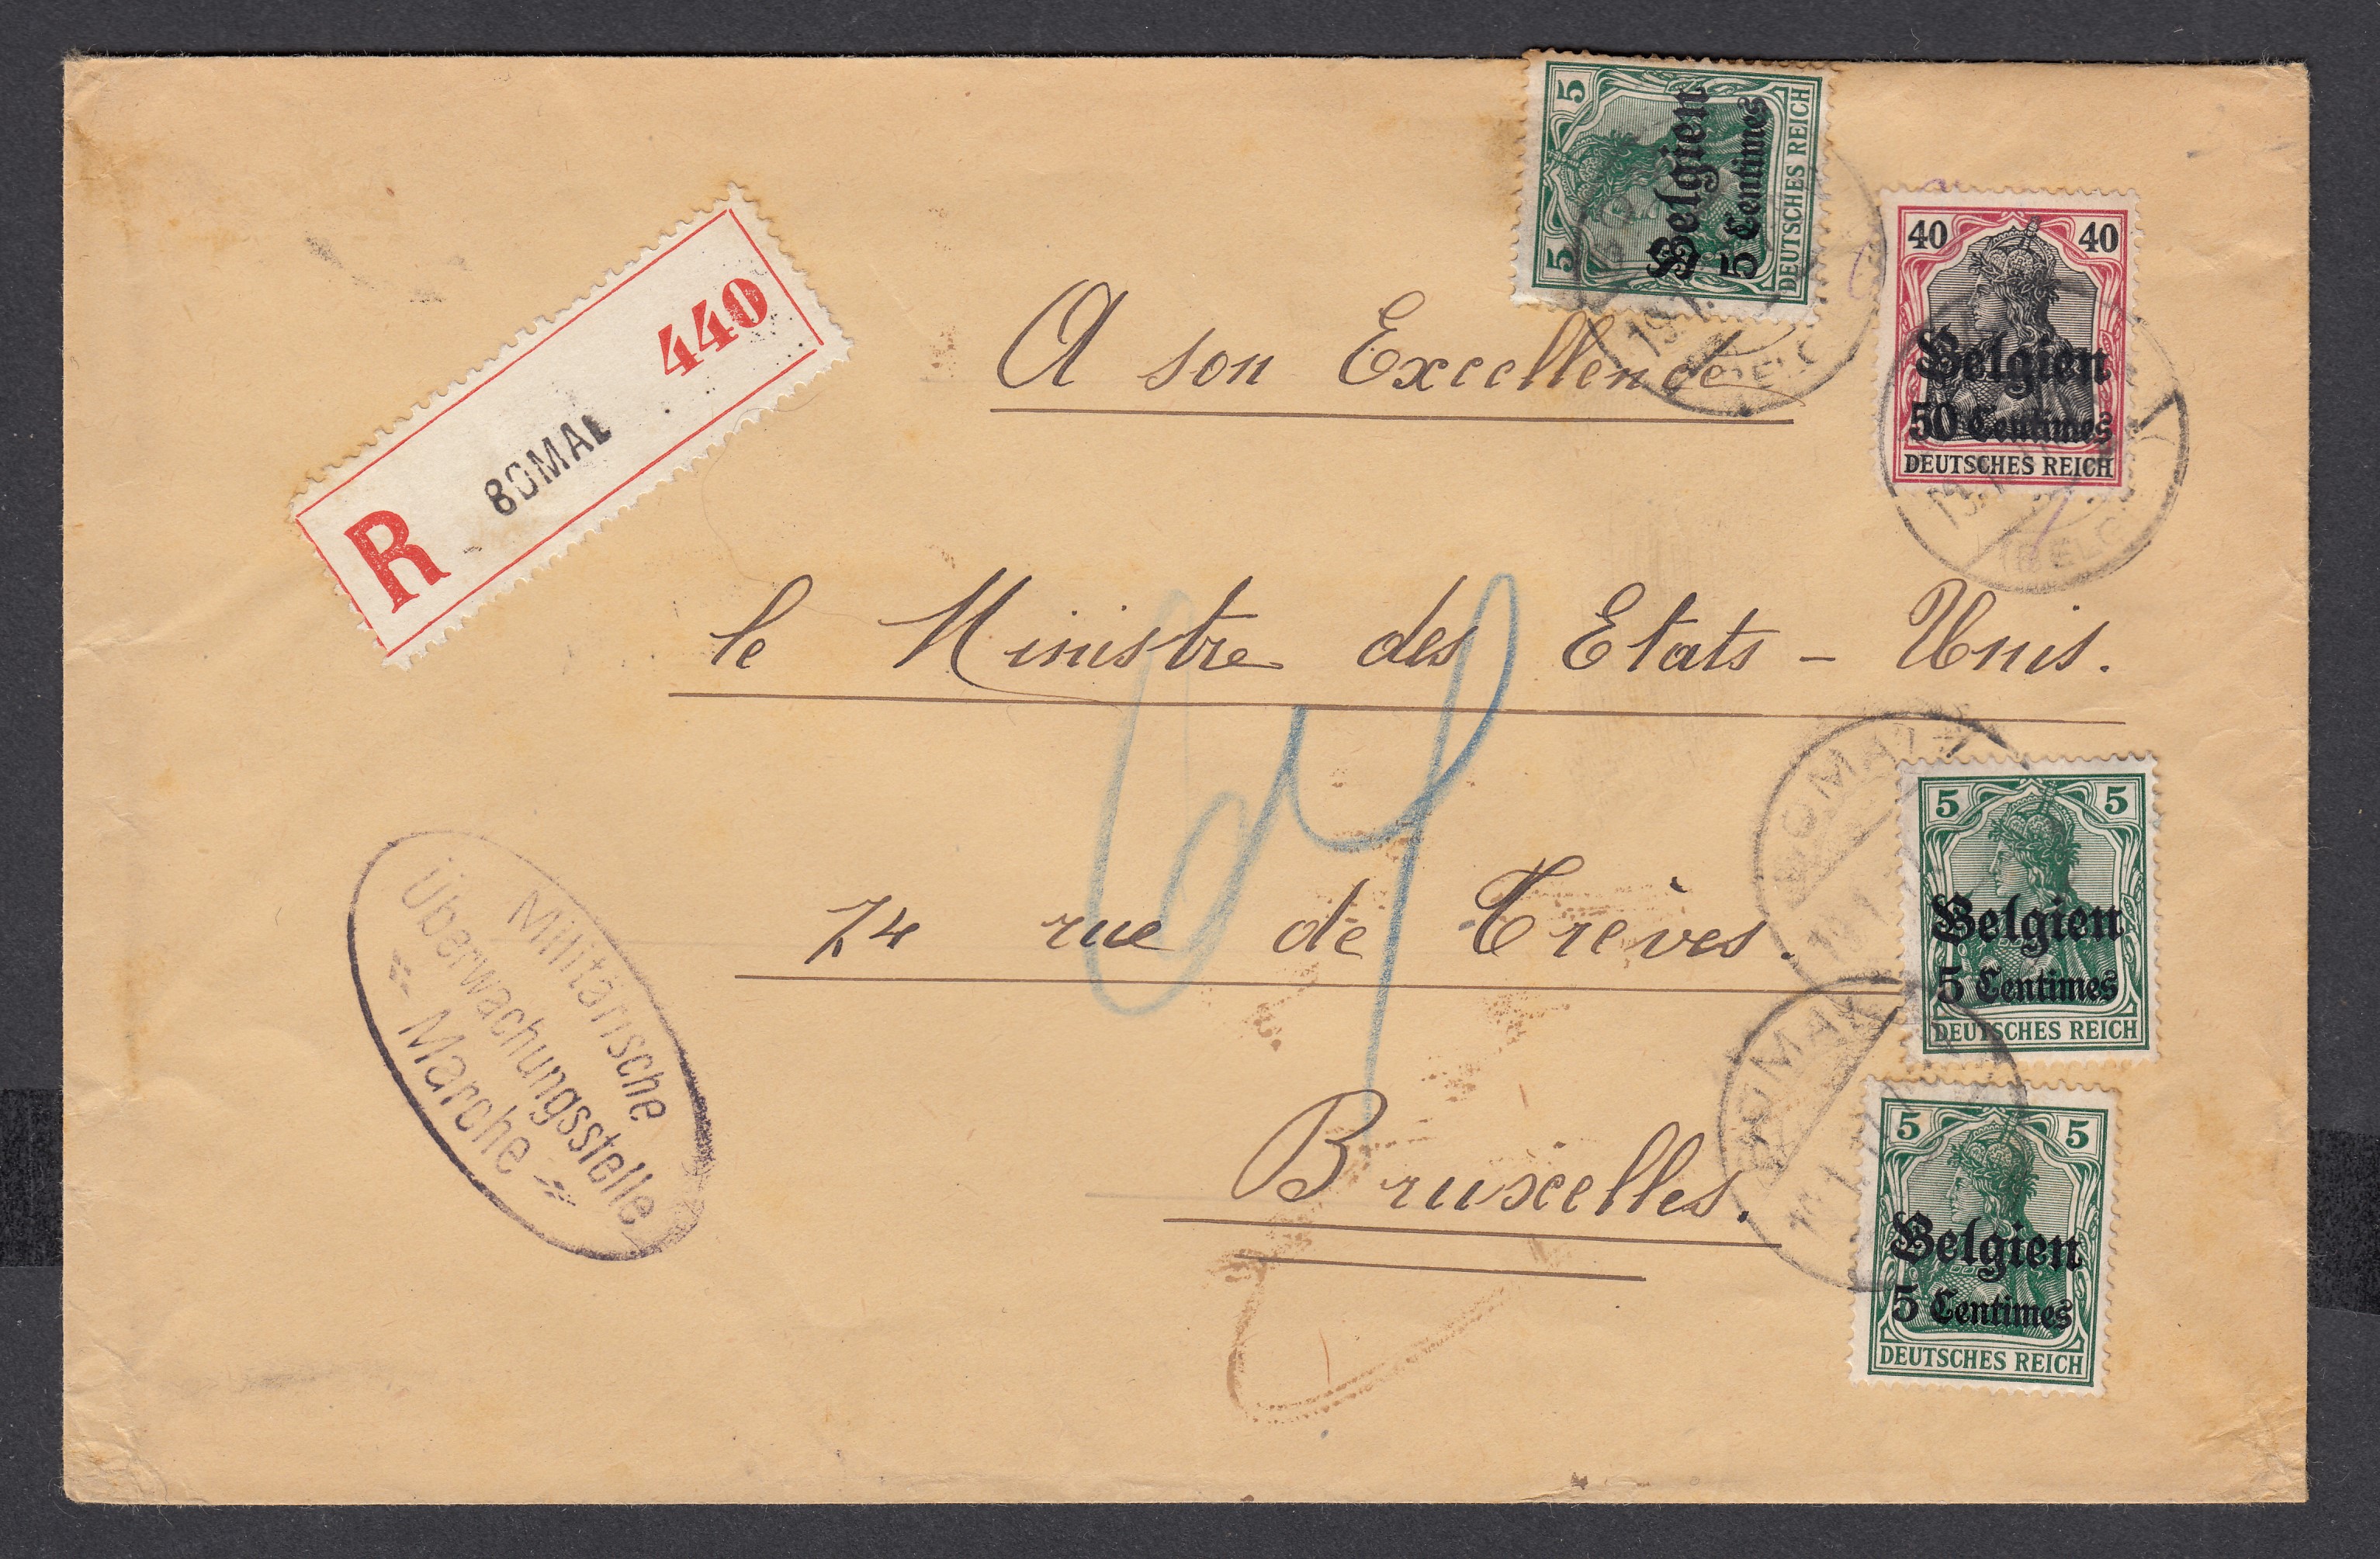 5 5
Belgien
5 Centimes
DEUTSCHES REICH
40 40
Belgien
50 Centimes
DEUTSCHES REICH
R BOMAL 440
A son Excellence
le Ministre des Etats - Unis.
74 rue de Trèves.
Bruxelles.
BOMAL
5 5
Belgien
5 Centimes
DEUTSCHES REICH
BOMAL
5 5
Belgien
5 Centimes
DEUTSCHES REICH
Militärische
Überwachungsstelle
Marche